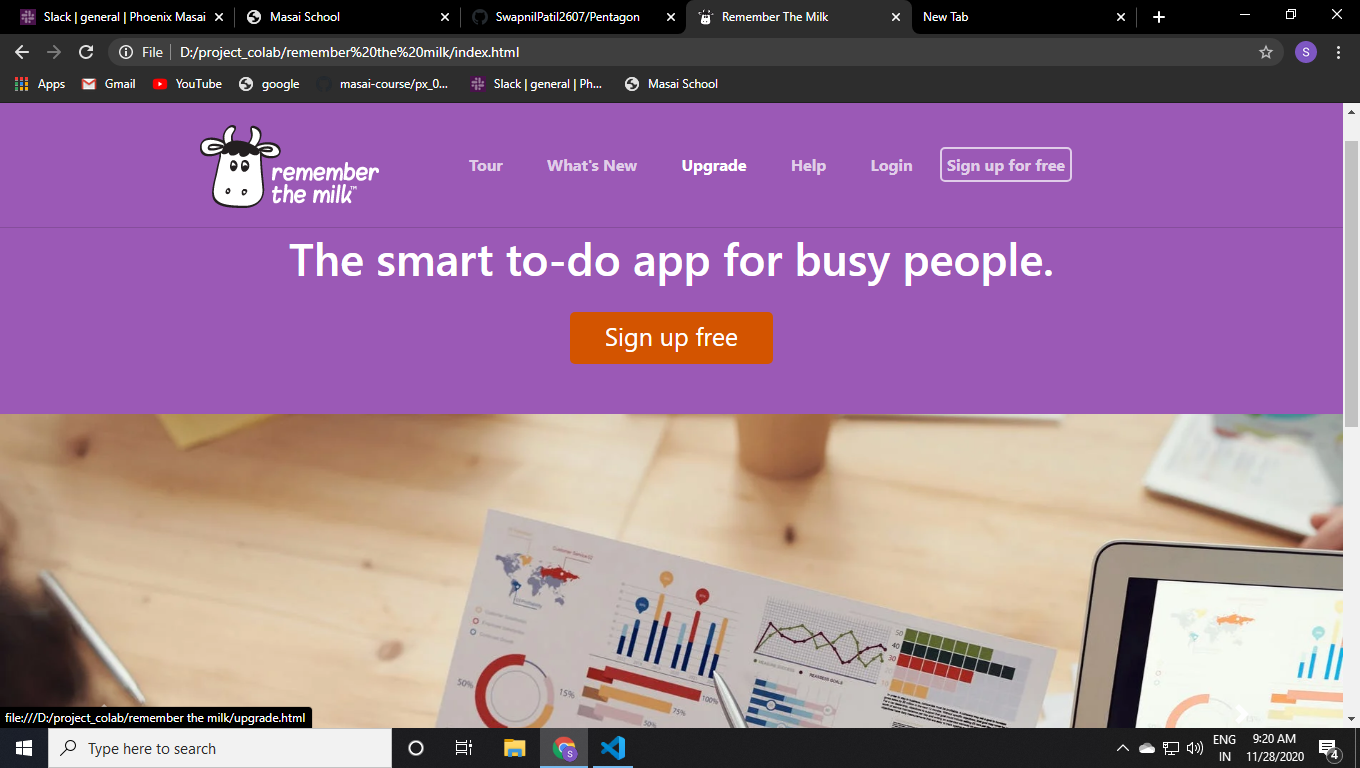 Slack | general | Phoenix Masai
Masai School
SwapnilPatil2607/Pentagon
Remember The Milk
New Tab
File
D:/project_colab/remember%20the%20milk/index.html
S
Apps
Gmail
YouTube
google
masai-course/px_0...
Slack | general | Ph...
Masai School
remember
the milk™
Tour
What's New
Upgrade
Help
Login
Sign up for free
The smart to-do app for busy people.
Sign up free
50%
15%
100%
75%
50%
50
40
30
15%
file:///D:/project_colab/remember the milk/upgrade.html
Type here to search
S
ENG
IN
9:20 AM
11/28/2020
4